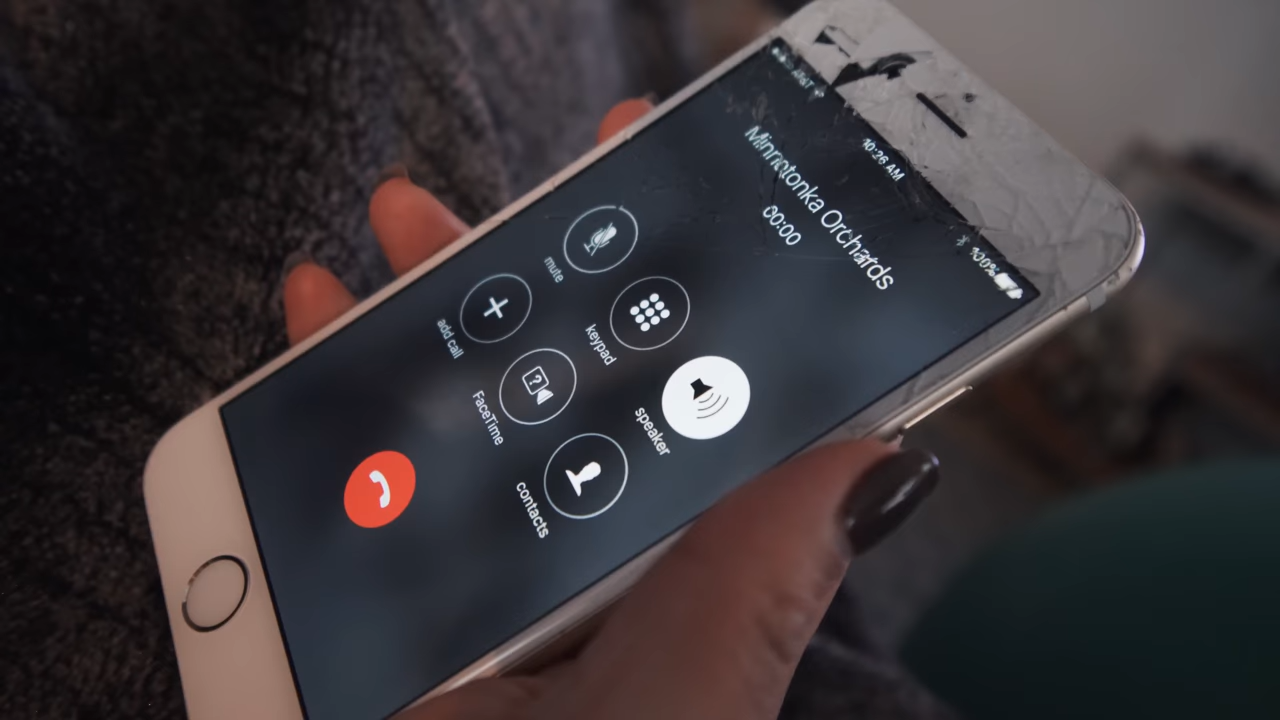 AT&T
10:26 AM
100%
Minnetonka Orchards
00:00
mute
keypad
speaker
add call
FaceTime
contacts